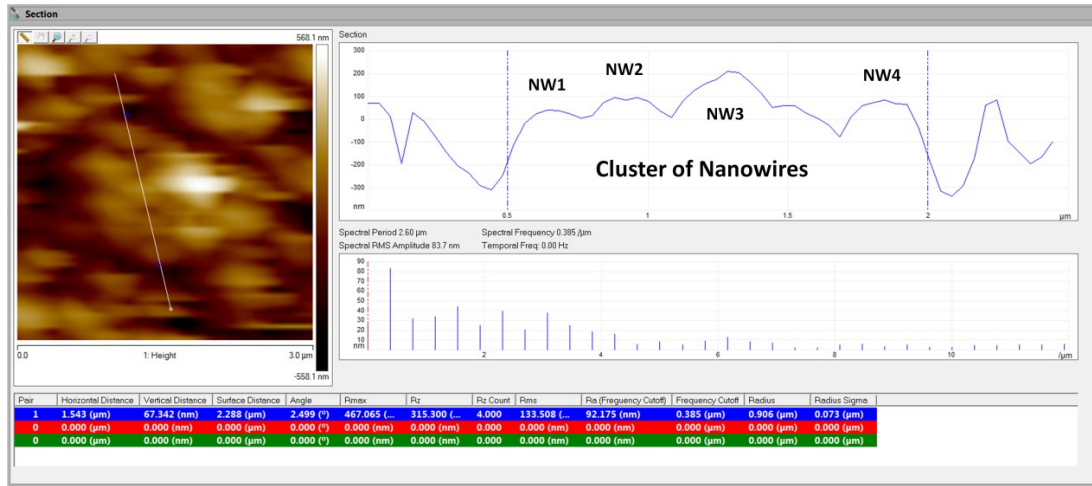 Section
568.1 nm
0.0
1: Height
3.0 µm
-558.1 nm
Section
300
200
100
0
-100
-200
-300
nm
NW1
NW2
NW3
NW4
Cluster of Nanowires
0.5
1
1.5
2
µm
Spectral Period 2.60 µm Spectral Frequency 0.385 /µm
Spectral RMS Amplitude 83.7 nm Temporal Freq: 0.00 Hz
90
80
70
60
50
40
30
20
10
nm
2
4
6
8
10
/µm
Pair Horizontal Distance Vertical Distance Surface Distance Angle Rmax Rz Rz Count Rms Ra (Freguency Cutoff) Frequency Cutoff Radius Radius Sigma
1 1.543 (µm) 67.342 (nm) 2.288 (µm) 2.499 (º) 467.065 (... 315.300 (... 4.000 133.508 (... 92.175 (nm) 0.385 (µm) 0.906 (µm) 0.073 (µm)
0 0.000 (µm) 0.000 (nm) 0.000 (µm) 0.000 (º) 0.000 (nm) 0.000 (nm) 0.000 0.000 (nm) 0.000 (nm) 0.000 (µm) 0.000 (µm) 0.000 (µm)
0 0.000 (µm) 0.000 (nm) 0.000 (µm) 0.000 (º) 0.000 (nm) 0.000 (nm) 0.000 0.000 (nm) 0.000 (nm) 0.000 (µm) 0.000 (µm) 0.000 (µm)